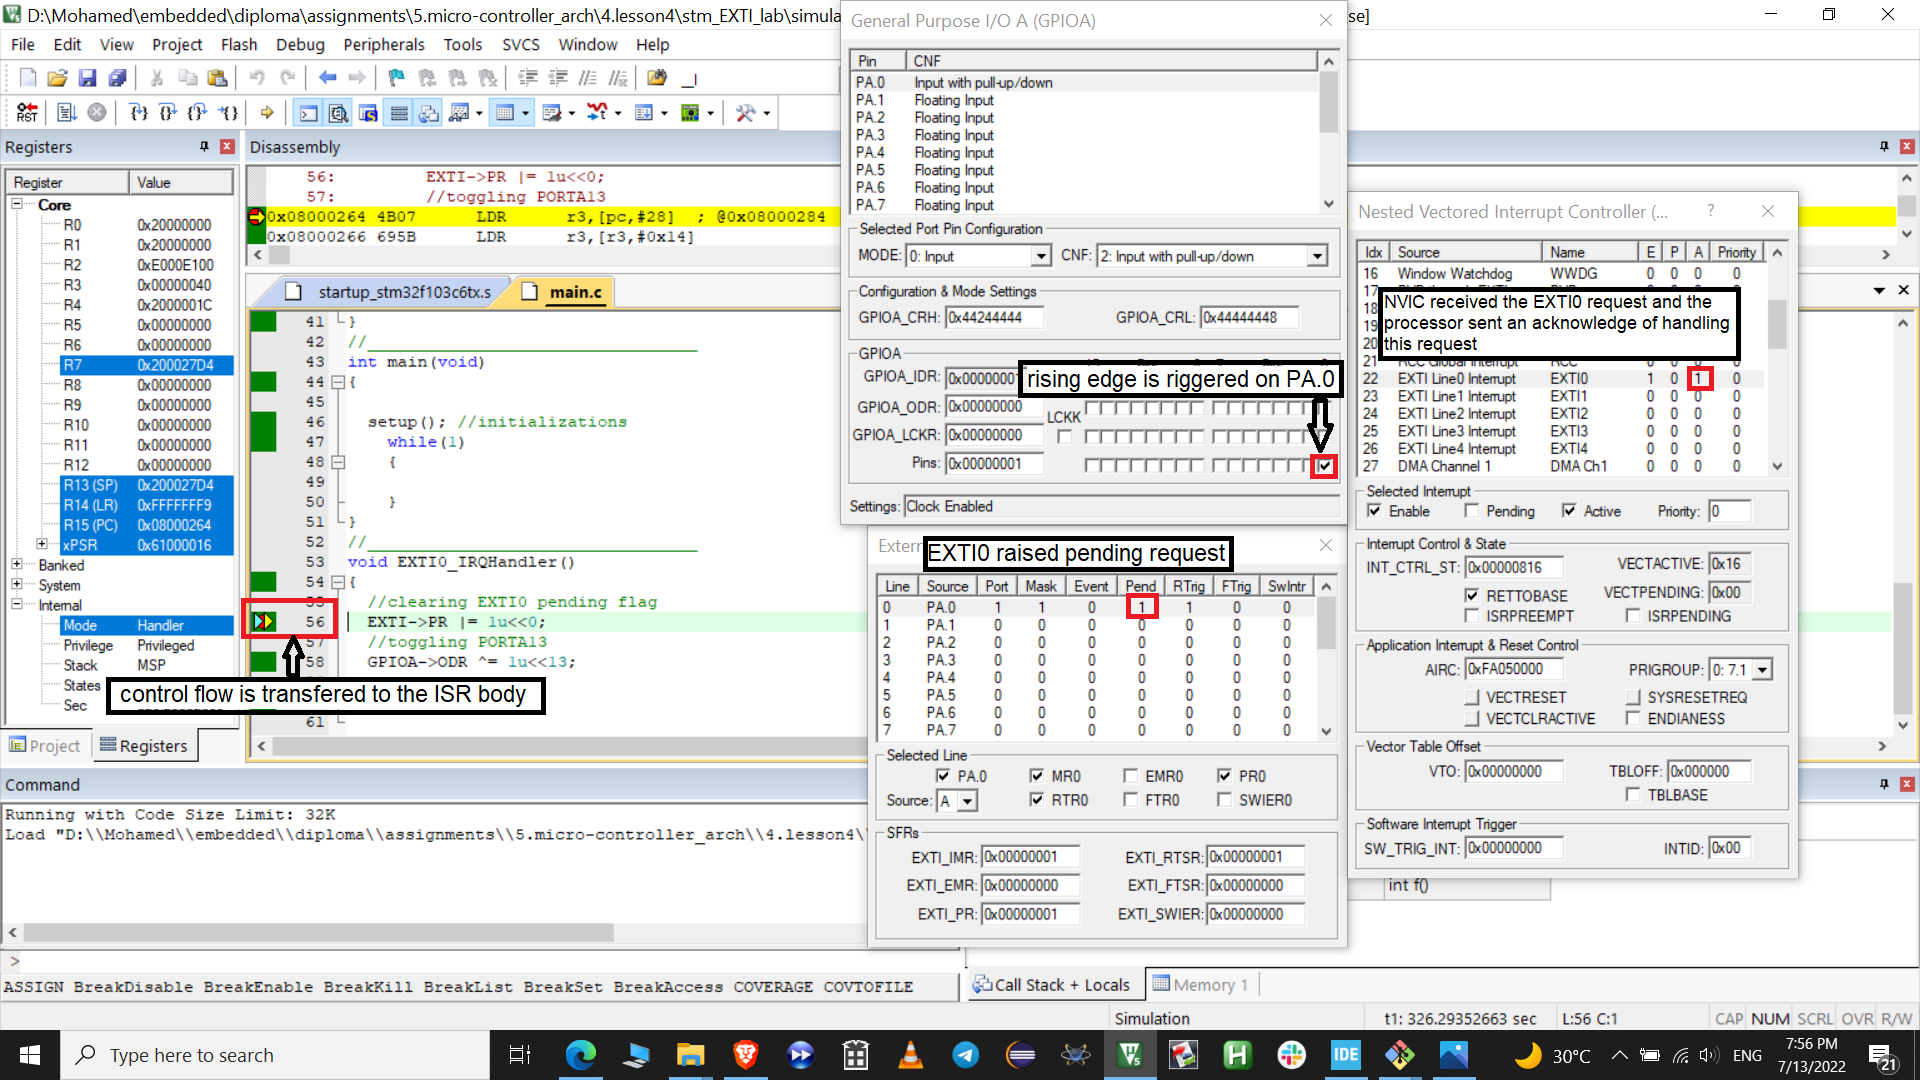 D:\Mohamed\embedded\diploma\assignments\5.micro-controller_arch\4.lesson4\stm_EXTI_lab\simula
se]
File Edit View Project Flash Debug Peripherals Tools SVCS Window Help
Registers
Register Value
Core
R0 0x20000000
R1 0x20000000
R2 0xE000E100
R3 0x00000040
R4 0x2000001C
R5 0x00000000
R6 0x00000000
R7 0x200027D4
R8 0x00000000
R9 0x00000000
R10 0x00000000
R11 0x00000000
R12 0x00000000
R13 (SP) 0x200027D4
R14 (LR) 0xFFFFFFF9
R15 (PC) 0x08000264
xPSR 0x61000016
Banked
System
Internal
Mode Handler
Privilege Privileged
Stack MSP
States
Sec
Project Registers
Disassembly
56: EXTI->PR |= 1u<<0;
57: //toggling PORTA13
0x08000264 4B07 LDR r3,[pc,#28] ; @0x08000284
0x08000266 695B LDR r3,[r3,#0x14]
startup_stm32f103c6tx.s main.c
41 }
42 //
43 int main(void)
44 {
45
46 setup(); //initializations
47 while(1)
48 {
49
50 }
51 }
52 //
53 void EXTI0_IRQHandler()
54 {
55 //clearing EXTI0 pending flag
56 EXTI->PR |= 1u<<0;
57 //toggling PORTA13
58 GPIOA->ODR ^= 1u<<13;
61
control flow is transfered to the ISR body
General Purpose I/O A (GPIOA)
Pin CNF
PA.0 Input with pull-up/down
PA.1 Floating Input
PA.2 Floating Input
PA.3 Floating Input
PA.4 Floating Input
PA.5 Floating Input
PA.6 Floating Input
PA.7 Floating Input
Selected Port Pin Configuration
MODE: 0: Input CNF: 2: Input with pull-up/down
Configuration & Mode Settings
GPIOA_CRH: 0x44244444 GPIOA_CRL: 0x44444448
GPIOA
GPIOA_IDR: 0x00000001
rising edge is riggered on PA.0
GPIOA_ODR: 0x00000000
LCKK
GPIOA_LCKR: 0x00000000
Pins: 0x00000001
Settings: Clock Enabled
Extern
EXTI0 raised pending request
Line Source Port Mask Event Pend RTrig FTrig SwIntr
0 PA.0 1 1 0 1 1 0 0
1 PA.1 0 0 0 0 0 0 0
2 PA.2 0 0 0 0 0 0 0
3 PA.3 0 0 0 0 0 0 0
4 PA.4 0 0 0 0 0 0 0
5 PA.5 0 0 0 0 0 0 0
6 PA.6 0 0 0 0 0 0 0
7 PA.7 0 0 0 0 0 0 0
Selected Line
PA.0 MR0 EMR0 PR0
Source: A RTR0 FTR0 SWIER0
SFRs
EXTI_IMR: 0x00000001 EXTI_RTSR: 0x00000001
EXTI_EMR: 0x00000000 EXTI_FTSR: 0x00000000
EXTI_PR: 0x00000001 EXTI_SWIER: 0x00000000
Nested Vectored Interrupt Controller (...
Idx Source Name E P A Priority
16 Window Watchdog WWDG 0 0 0 0
17
18
19
20
NVIC received the EXTI0 request and the
processor sent an acknowledge of handling
this request
21 RCC Global Interrupt RCC 0 0 0 0
22 EXTI Line0 Interrupt EXTI0 1 0 1 0
23 EXTI Line1 Interrupt EXTI1 0 0 0 0
24 EXTI Line2 Interrupt EXTI2 0 0 0 0
25 EXTI Line3 Interrupt EXTI3 0 0 0 0
26 EXTI Line4 Interrupt EXTI4 0 0 0 0
27 DMA Channel 1 DMA Ch1 0 0 0 0
Selected Interrupt
Enable Pending Active Priority: 0
Interrupt Control & State
INT_CTRL_ST: 0x00000816 VECTACTIVE: 0x16
RETTOBASE VECTPENDING: 0x00
ISRPREEMPT ISRPENDING
Application Interrupt & Reset Control
AIRC: 0xFA050000 PRIGROUP: 0: 7.1
VECTRESET SYSRESETREQ
VECTCLRACTIVE ENDIANESS
Vector Table Offset
VTO: 0x00000000 TBLOFF: 0x000000
TBLBASE
Software Interrupt Trigger
SW_TRIG_INT: 0x00000000 INTID: 0x00
int f()
Command
Running with Code Size Limit: 32K
Load "D:\\Mohamed\\embedded\\diploma\\assignments\\5.micro-controller_arch\\4.lesson4\
>
ASSIGN BreakDisable BreakEnable BreakKill BreakList BreakSet BreakAccess COVERAGE COVTOFILE
Call Stack + Locals Memory 1
Simulation t1: 326.29352663 sec L:56 C:1 CAP NUM SCRL OVR R/W
Type here to search
30°C ENG 7:56 PM
7/13/2022
21